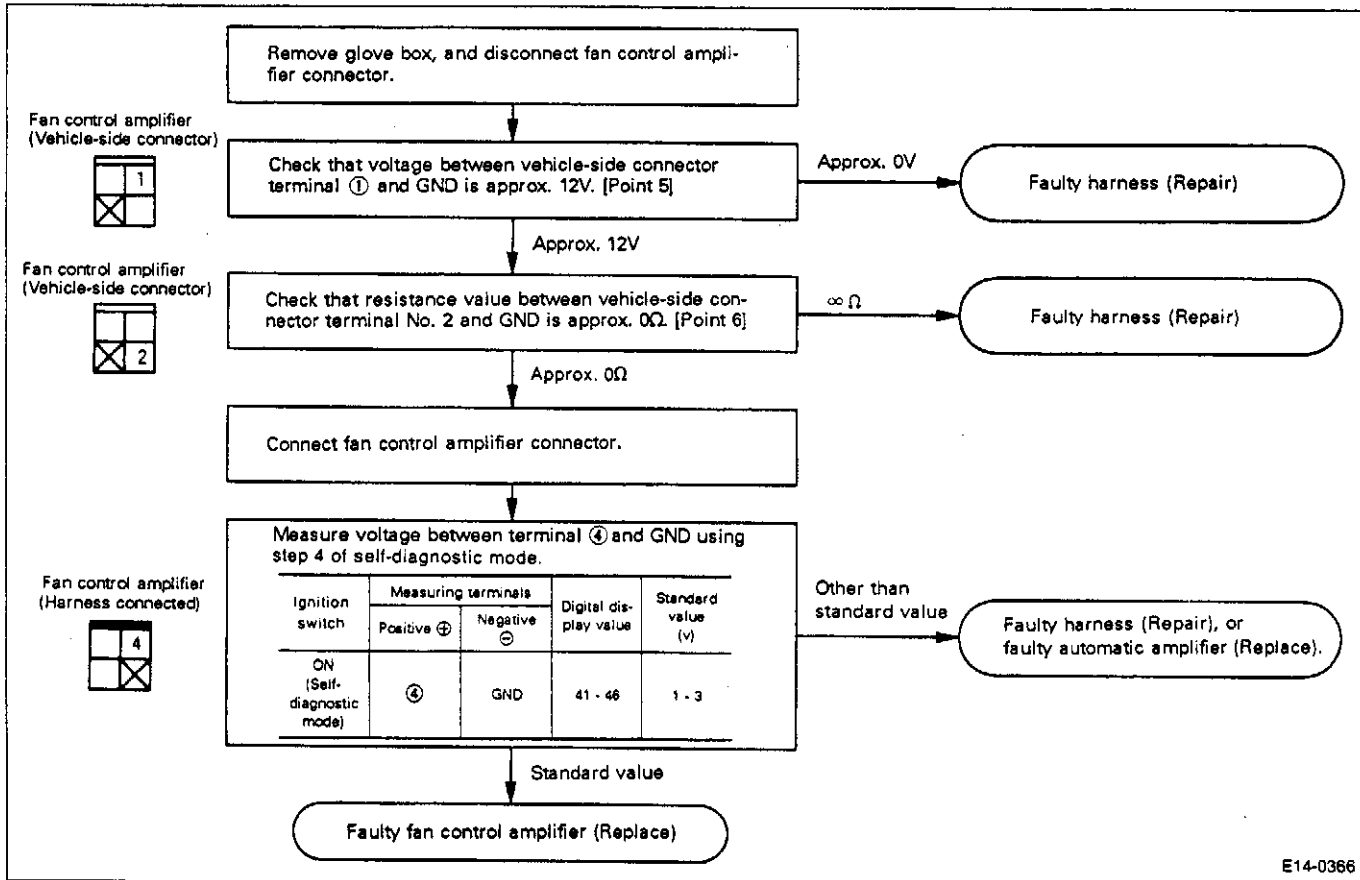 Remove glove box, and disconnect fan control ampli-
fier connector.
Fan control amplifier
(Vehicle-side connector)
1
Check that voltage between vehicle-side connector
terminal ① and GND is approx. 12V. [Point 5]
Approx. 0V
Faulty harness (Repair)
Approx. 12V
Fan control amplifier
(Vehicle-side connector)
2
Check that resistance value between vehicle-side con-
nector terminal No. 2 and GND is approx. 0Ω. [Point 6]
∞ Ω
Faulty harness (Repair)
Approx. 0Ω
Connect fan control amplifier connector.
Fan control amplifier
(Harness connected)
4
Measure voltage between terminal ④ and GND using
step 4 of self-diagnostic mode.
Ignition
switch
Measuring terminals
Positive ⊕
Negative
⊖
Digital dis-
play value
Standard
value
(v)
ON
(Self-
diagnostic
mode)
④
GND
41 - 46
1 - 3
Other than
standard value
Faulty harness (Repair), or
faulty automatic amplifier (Replace).
Standard value
Faulty fan control amplifier (Replace)
E14-0366